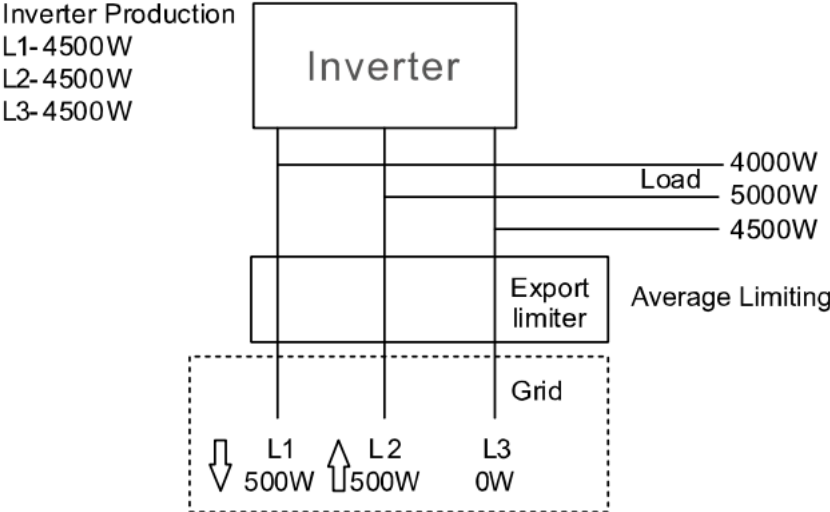 Inverter Production
L1-4500W
L2-4500W
L3-4500W
Inverter
4000W
Load
5000W
4500W
Export
limiter
Average Limiting
Grid
L1
500W
L2
500W
L3
0W